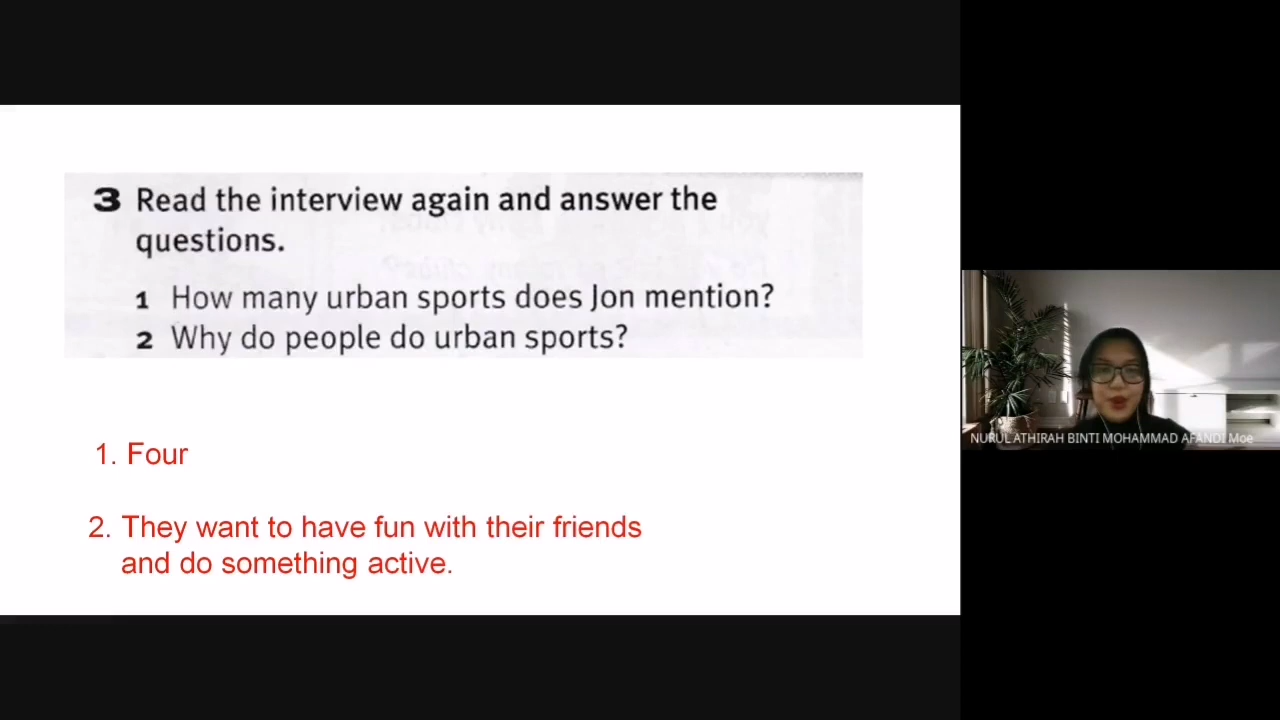 3 Read the interview again and answer the
questions.
1 How many urban sports does Jon mention?
2 Why do people do urban sports?
1. Four
2. They want to have fun with their friends
and do something active.
NURUL ATHIRAH BINTI MOHAMMAD AFANDI Moe